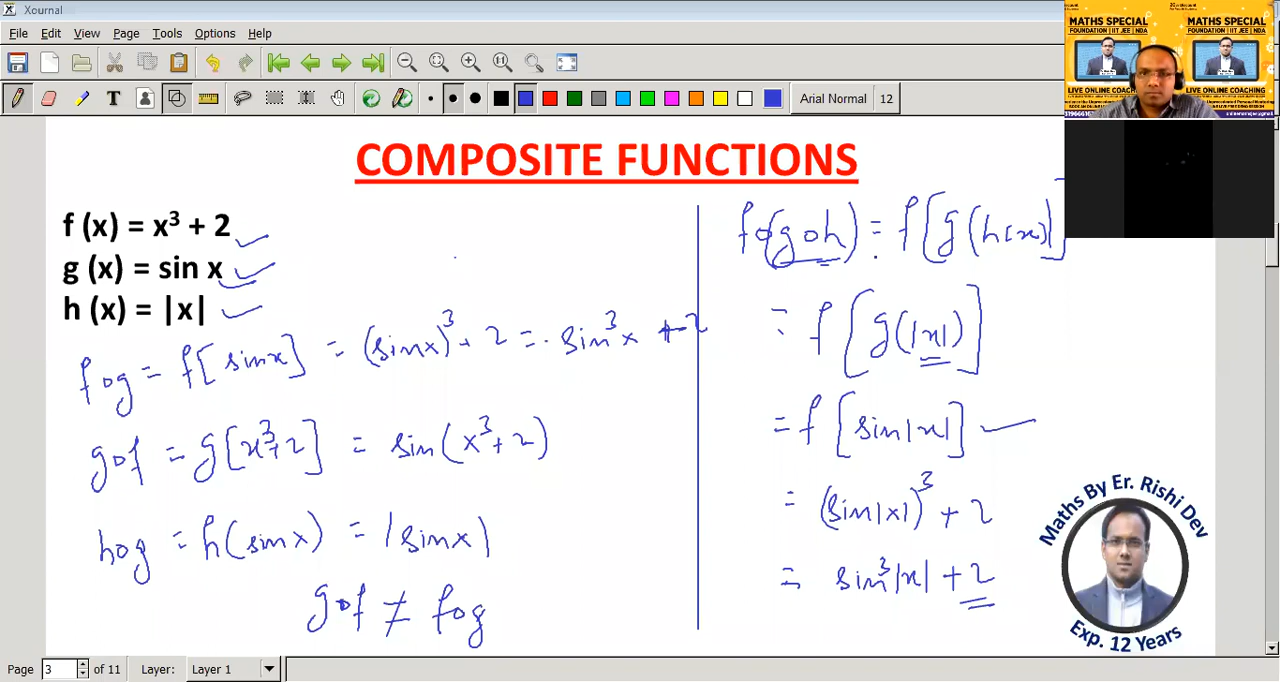 Xournal
File Edit View Page Tools Options Help
Arial Normal 12
MATHS SPECIAL
FOUNDATION | IIT JEE | NDA
LIVE ONLINE COACHING
MATHS SPECIAL
FOUNDATION | IIT JEE | NDA
LIVE ONLINE COACHING
COMPOSITE FUNCTIONS
f (x) = x³ + 2
g (x) = sin x
h (x) = |x|
fog = f[sinx] = (sinx)³ + 2 = sin³x + 2
gof = g[x³+2] = sin(x³+2)
hog = h(sinx) = |sinx|
gof ≠ fog
fo(goh) = f[g(h(x))]
= f[g(|x|)]
= f[sin|x|]
= (sin|x|)³ + 2
= sin³|x| + 2
Maths By Er. Rishi Dev
Exp. 12 Years
Page 3 of 11 Layer: Layer 1